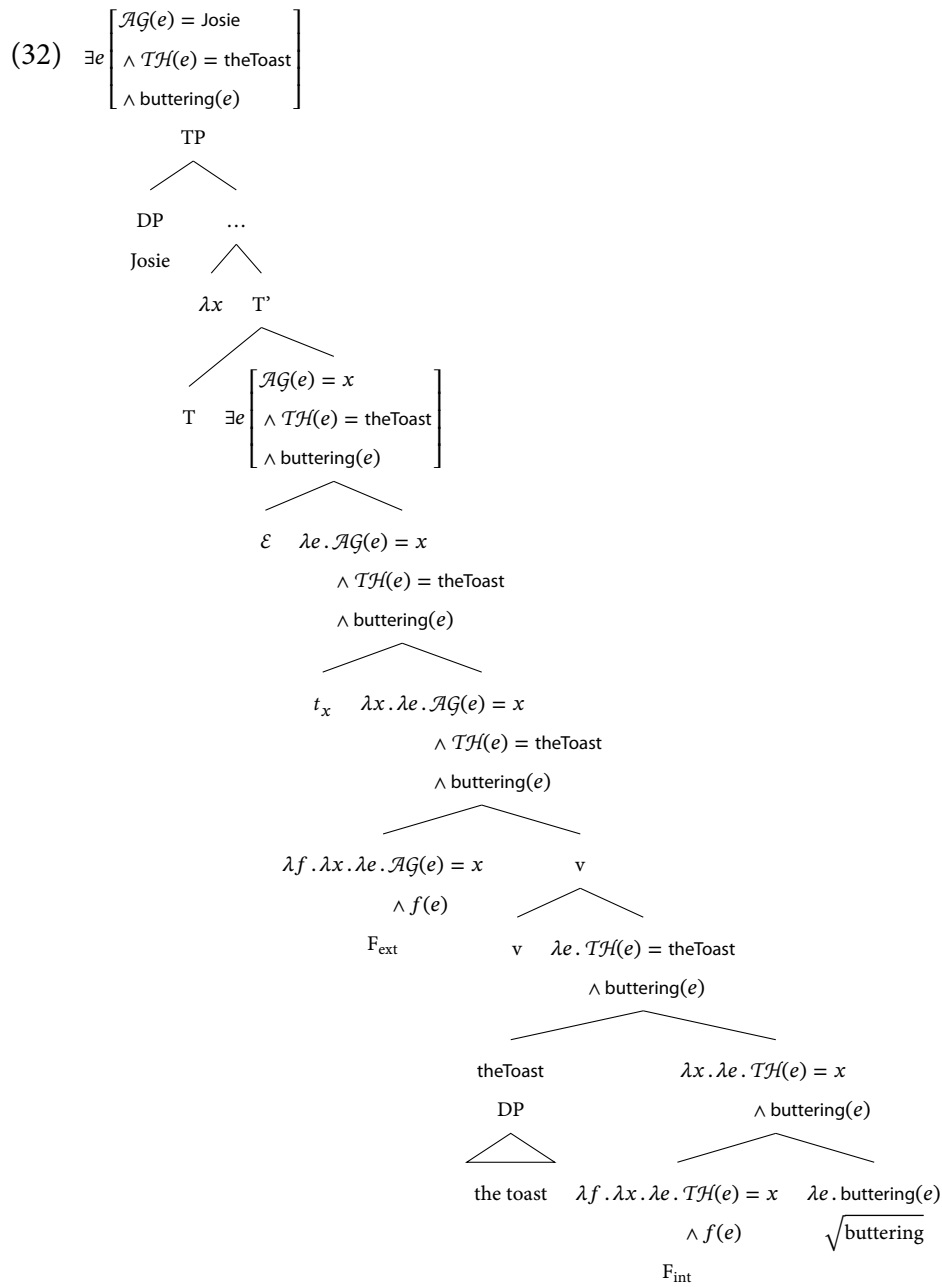 (32) ∃e[𝒜𝒢(e) = Josie
∧ 𝒯ℋ(e) = theToast
∧ buttering(e)]
TP
DP …
Josie
λx T’
T ∃e[𝒜𝒢(e) = x
∧ 𝒯ℋ(e) = theToast
∧ buttering(e)]
ℰ λe . 𝒜𝒢(e) = x
∧ 𝒯ℋ(e) = theToast
∧ buttering(e)
tₓ λx . λe . 𝒜𝒢(e) = x
∧ 𝒯ℋ(e) = theToast
∧ buttering(e)
λf . λx . λe . 𝒜𝒢(e) = x v
∧ f(e)
F_ext v λe . 𝒯ℋ(e) = theToast
∧ buttering(e)
theToast λx . λe . 𝒯ℋ(e) = x
DP ∧ buttering(e)
the toast λf . λx . λe . 𝒯ℋ(e) = x λe . buttering(e)
∧ f(e) √buttering
F_int